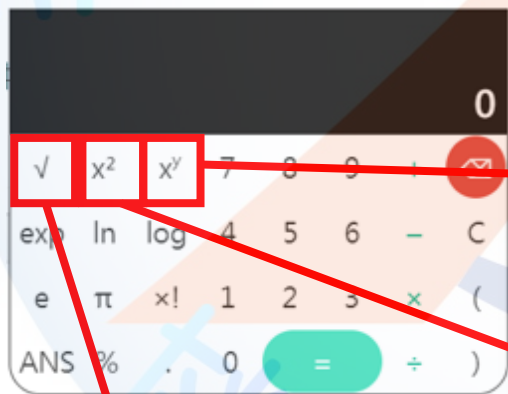 0
√ x² xʸ 7 8 9 +
exp ln log 4 5 6 −
C
e π ×! 1 2 3 × (
ANS % . 0 = ÷ )